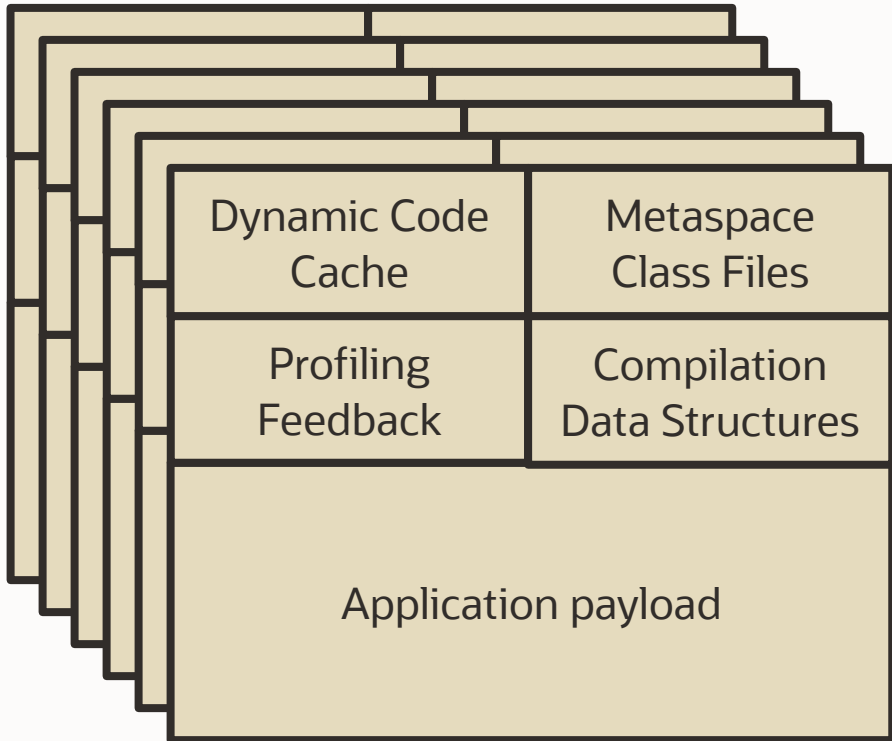 Dynamic Code
Cache
Metaspace
Class Files
Profiling
Feedback
Compilation
Data Structures
Application payload